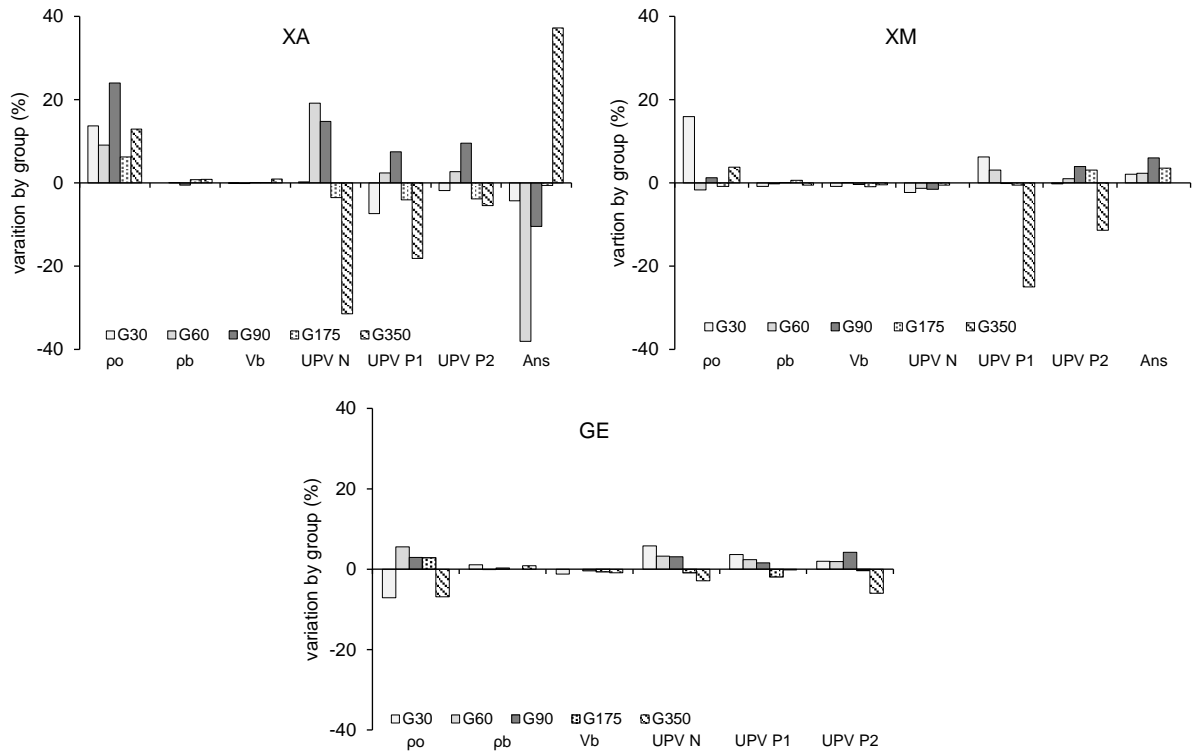 XA
varaition by group (%)
40
20
0
-20
-40
G30 G60 G90 G175 G350
ρo ρb Vb UPV N UPV P1 UPV P2 Ans
XM
vartion by group (%)
40
20
0
-20
-40
G30 G60 G90 G175 G350
ρo ρb Vb UPV N UPV P1 UPV P2 Ans
GE
variation by group (%)
40
20
0
-20
-40
G30 G60 G90 G175 G350
ρo ρb Vb UPV N UPV P1 UPV P2